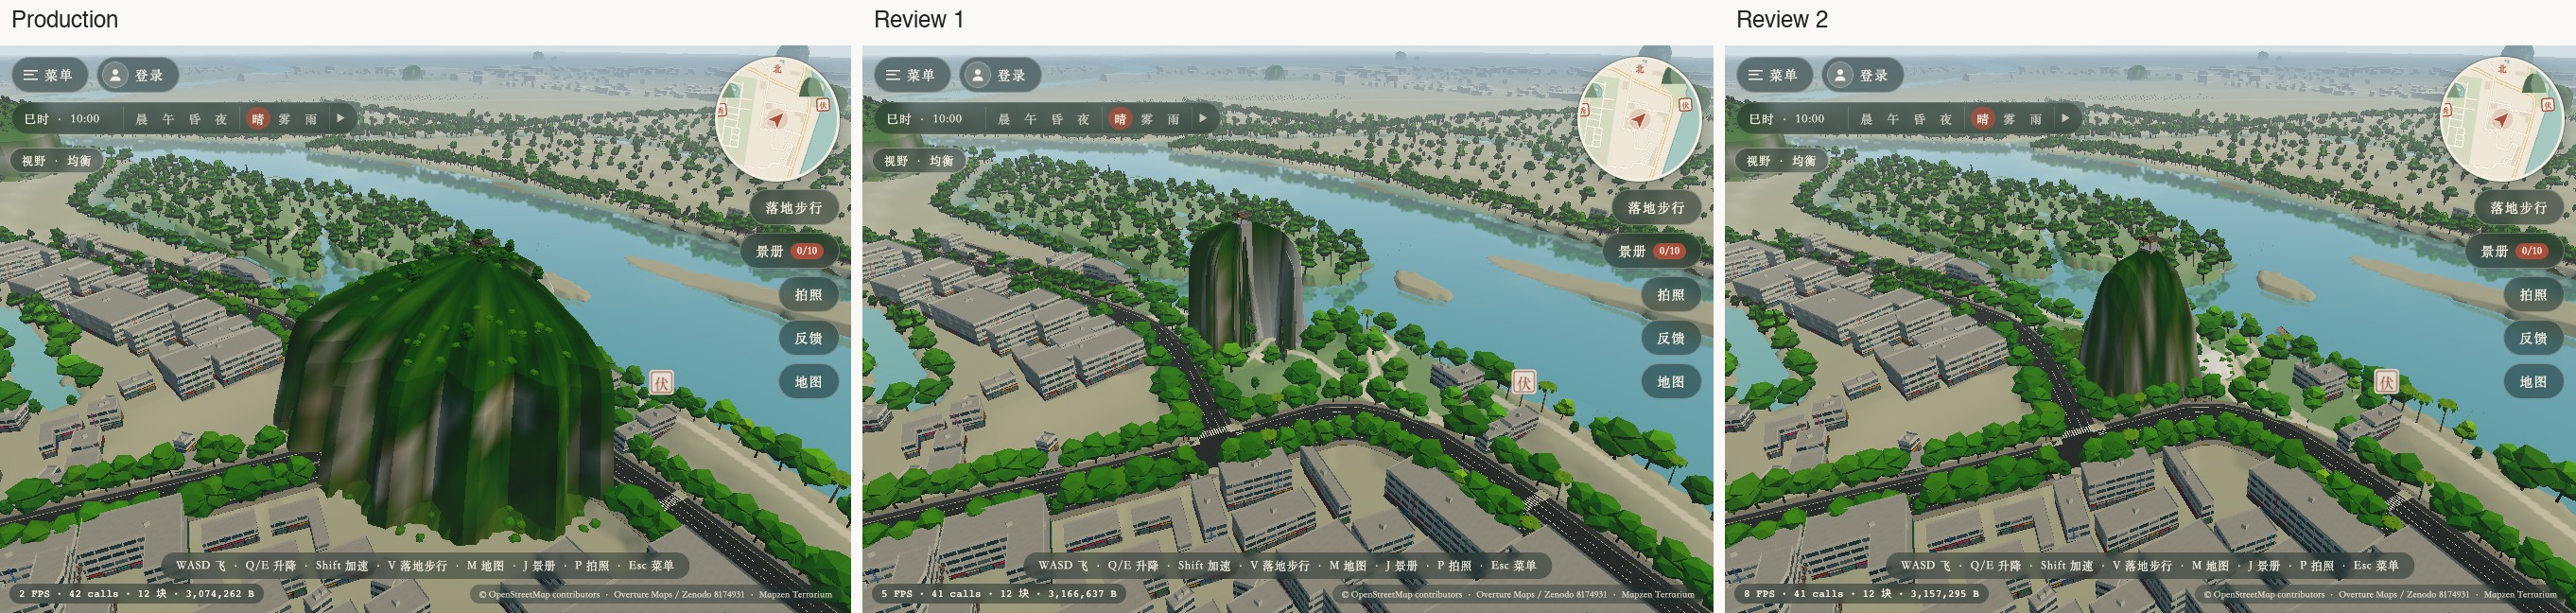 Production
菜单 登录
北
伏
巳时 · 10:00 晨 午 昏 夜 晴 雾 雨
视野 · 均衡
落地步行
景册 0/10
拍照
反馈
地图
伏
WASD 飞 · Q/E 升降 · Shift 加速 · V 落地步行 · M 地图 · J 景册 · P 拍照 · Esc 菜单
2 FPS · 42 calls · 12 块 · 3,074,262 B
© OpenStreetMap contributors · Overture Maps / Zenodo 8174931 · Mapzen Terrarium
Review 1
菜单 登录
北
伏
巳时 · 10:00 晨 午 昏 夜 晴 雾 雨
视野 · 均衡
落地步行
景册 0/10
拍照
反馈
地图
伏
WASD 飞 · Q/E 升降 · Shift 加速 · V 落地步行 · M 地图 · J 景册 · P 拍照 · Esc 菜单
5 FPS · 41 calls · 12 块 · 3,166,637 B
© OpenStreetMap contributors · Overture Maps / Zenodo 8174931 · Mapzen Terrarium
Review 2
菜单 登录
北
伏
巳时 · 10:00 晨 午 昏 夜 晴 雾 雨
视野 · 均衡
落地步行
景册 0/10
拍照
反馈
地图
伏
WASD 飞 · Q/E 升降 · Shift 加速 · V 落地步行 · M 地图 · J 景册 · P 拍照 · Esc 菜单
8 FPS · 41 calls · 12 块 · 3,157,295 B
© OpenStreetMap contributors · Overture Maps / Zenodo 8174931 · Mapzen Terrarium